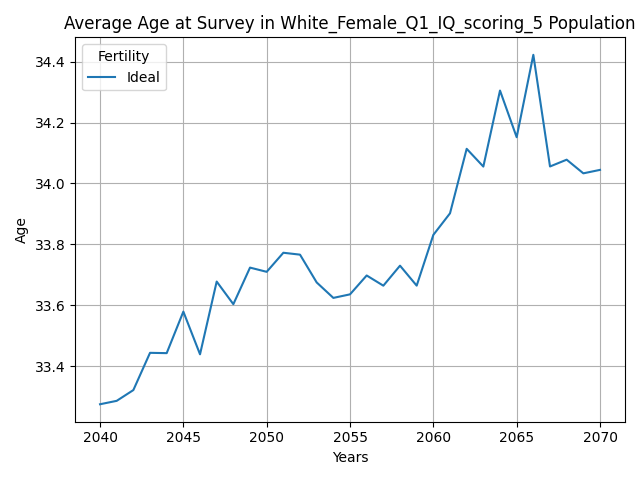 Average Age at Survey in White_Female_Q1_IQ_scoring_5 Population
Fertility
Ideal
34.4
34.2
34.0
33.8
33.6
33.4
Age
2040 2045 2050 2055 2060 2065 2070
Years